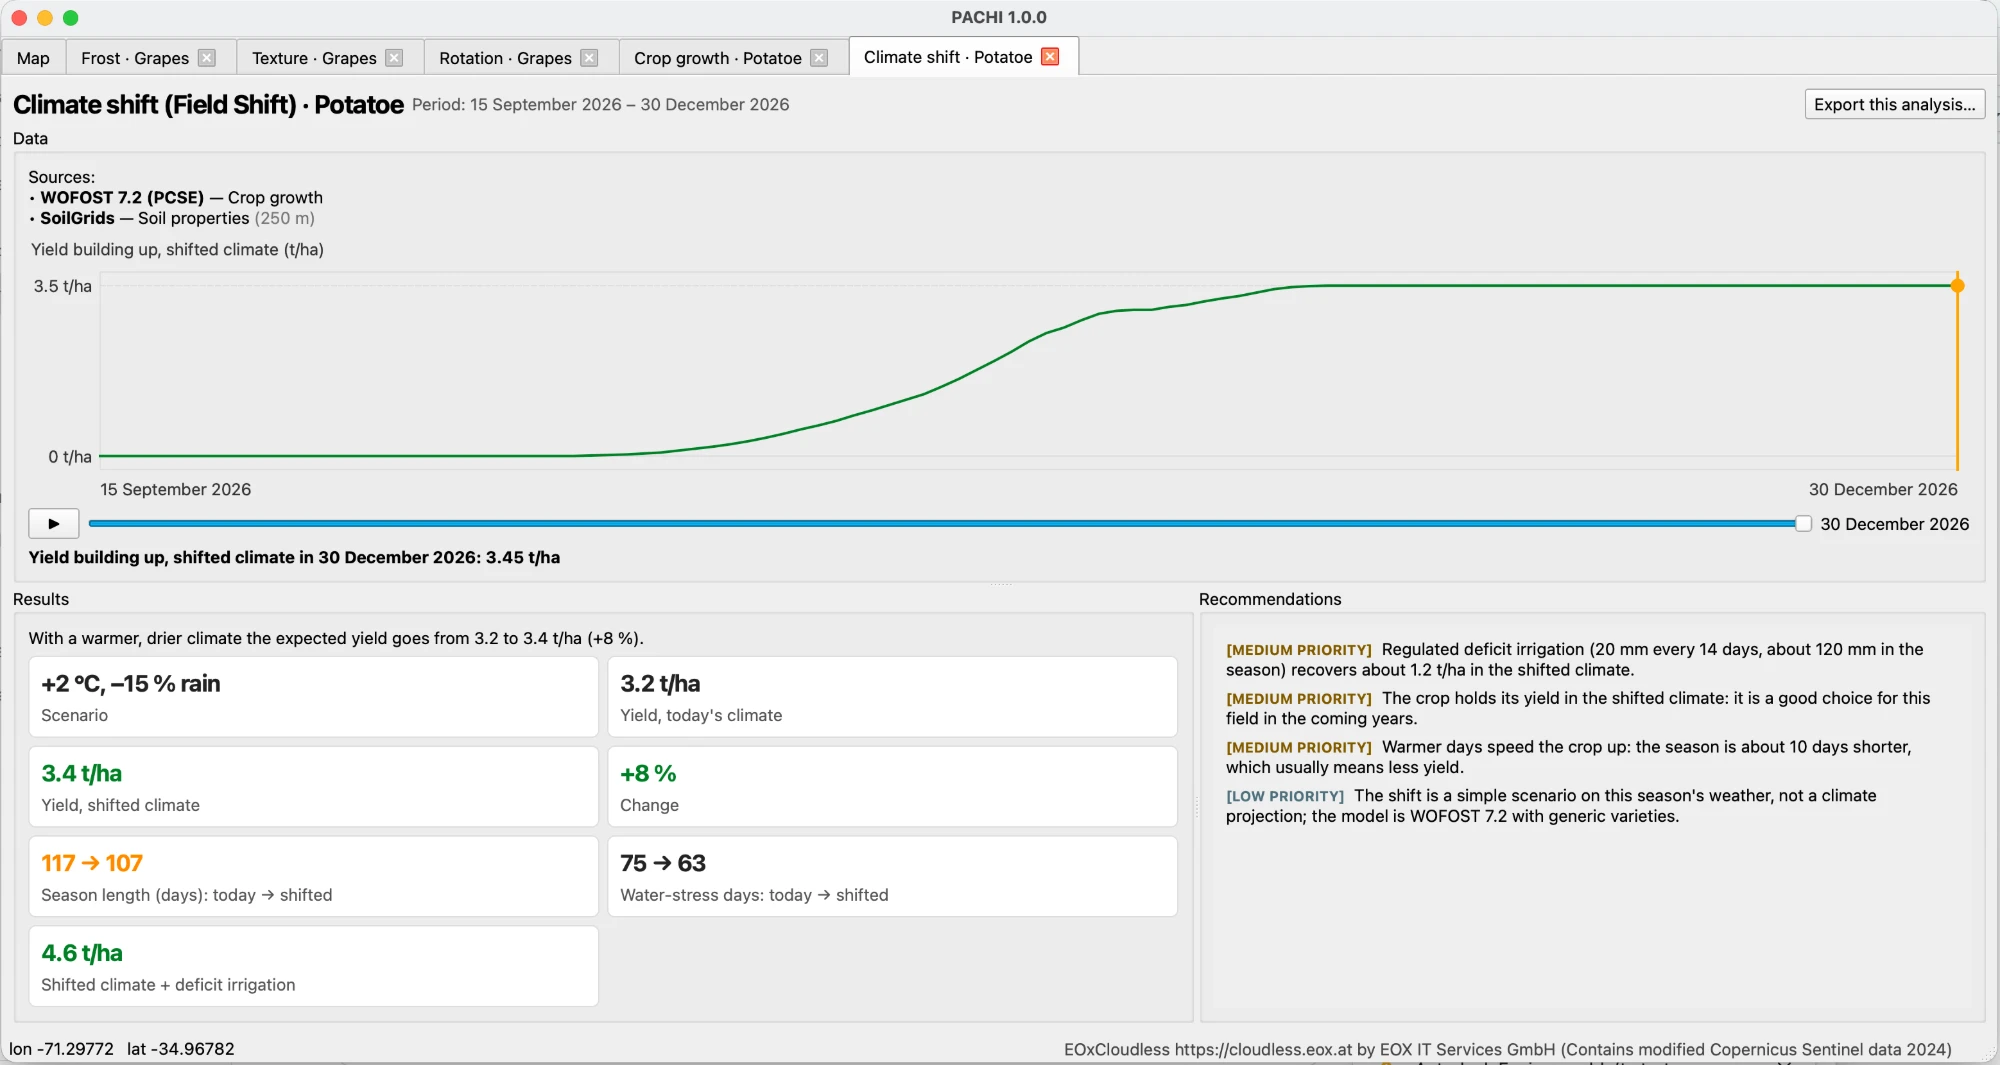 PACHI 1.0.0
Map
Frost · Grapes
Texture · Grapes
Rotation · Grapes
Crop growth · Potatoe
Climate shift · Potatoe
Climate shift (Field Shift) · Potatoe Period: 15 September 2026 – 30 December 2026
Export this analysis...
Data
Sources:
• WOFOST 7.2 (PCSE) — Crop growth
• SoilGrids — Soil properties (250 m)
Yield building up, shifted climate (t/ha)
3.5 t/ha
0 t/ha
15 September 2026
30 December 2026
30 December 2026
Yield building up, shifted climate in 30 December 2026: 3.45 t/ha
Results
With a warmer, drier climate the expected yield goes from 3.2 to 3.4 t/ha (+8 %).
+2 °C, –15 % rain
Scenario
3.2 t/ha
Yield, today's climate
3.4 t/ha
Yield, shifted climate
+8 %
Change
117 → 107
Season length (days): today → shifted
75 → 63
Water-stress days: today → shifted
4.6 t/ha
Shifted climate + deficit irrigation
Recommendations
[MEDIUM PRIORITY] Regulated deficit irrigation (20 mm every 14 days, about 120 mm in the
season) recovers about 1.2 t/ha in the shifted climate.
[MEDIUM PRIORITY] The crop holds its yield in the shifted climate: it is a good choice for this
field in the coming years.
[MEDIUM PRIORITY] Warmer days speed the crop up: the season is about 10 days shorter,
which usually means less yield.
[LOW PRIORITY] The shift is a simple scenario on this season's weather, not a climate
projection; the model is WOFOST 7.2 with generic varieties.
lon -71.29772 lat -34.96782
EOxCloudless https://cloudless.eox.at by EOX IT Services GmbH (Contains modified Copernicus Sentinel data 2024)